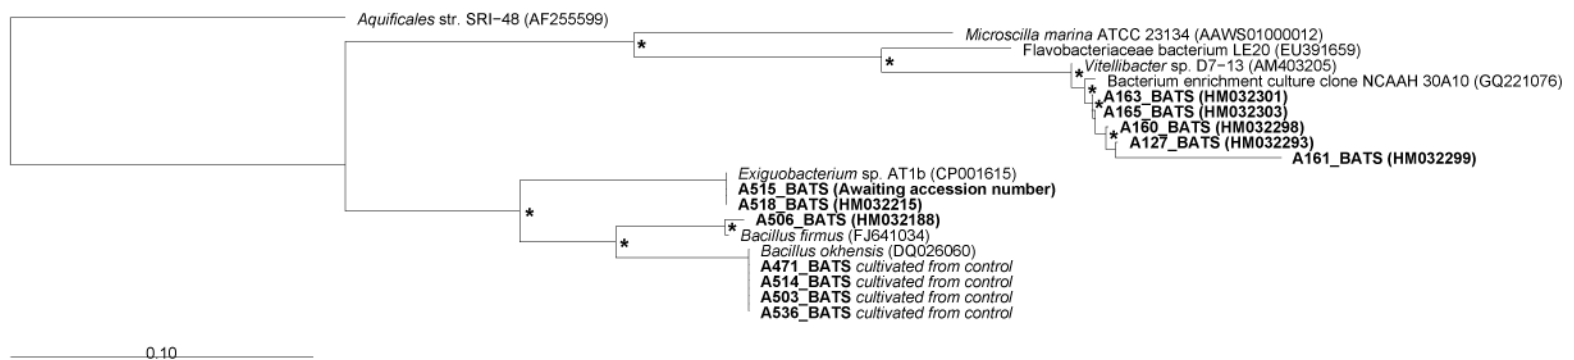 Aquificales str. SRI−48 (AF255599)
Microscilla marina ATCC 23134 (AAWS01000012)
Flavobacteriaceae bacterium LE20 (EU391659)
Vitellibacter sp. D7−13 (AM403205)
Bacterium enrichment culture clone NCAAH 30A10 (GQ221076)
A163_BATS (HM032301)
A165_BATS (HM032303)
A160_BATS (HM032298)
A127_BATS (HM032293)
A161_BATS (HM032299)
Exiguobacterium sp. AT1b (CP001615)
A515_BATS (Awaiting accession number)
A518_BATS (HM032215)
A506_BATS (HM032188)
Bacillus firmus (FJ641034)
Bacillus okhensis (DQ026060)
A471_BATS cultivated from control
A514_BATS cultivated from control
A503_BATS cultivated from control
A536_BATS cultivated from control
0.10